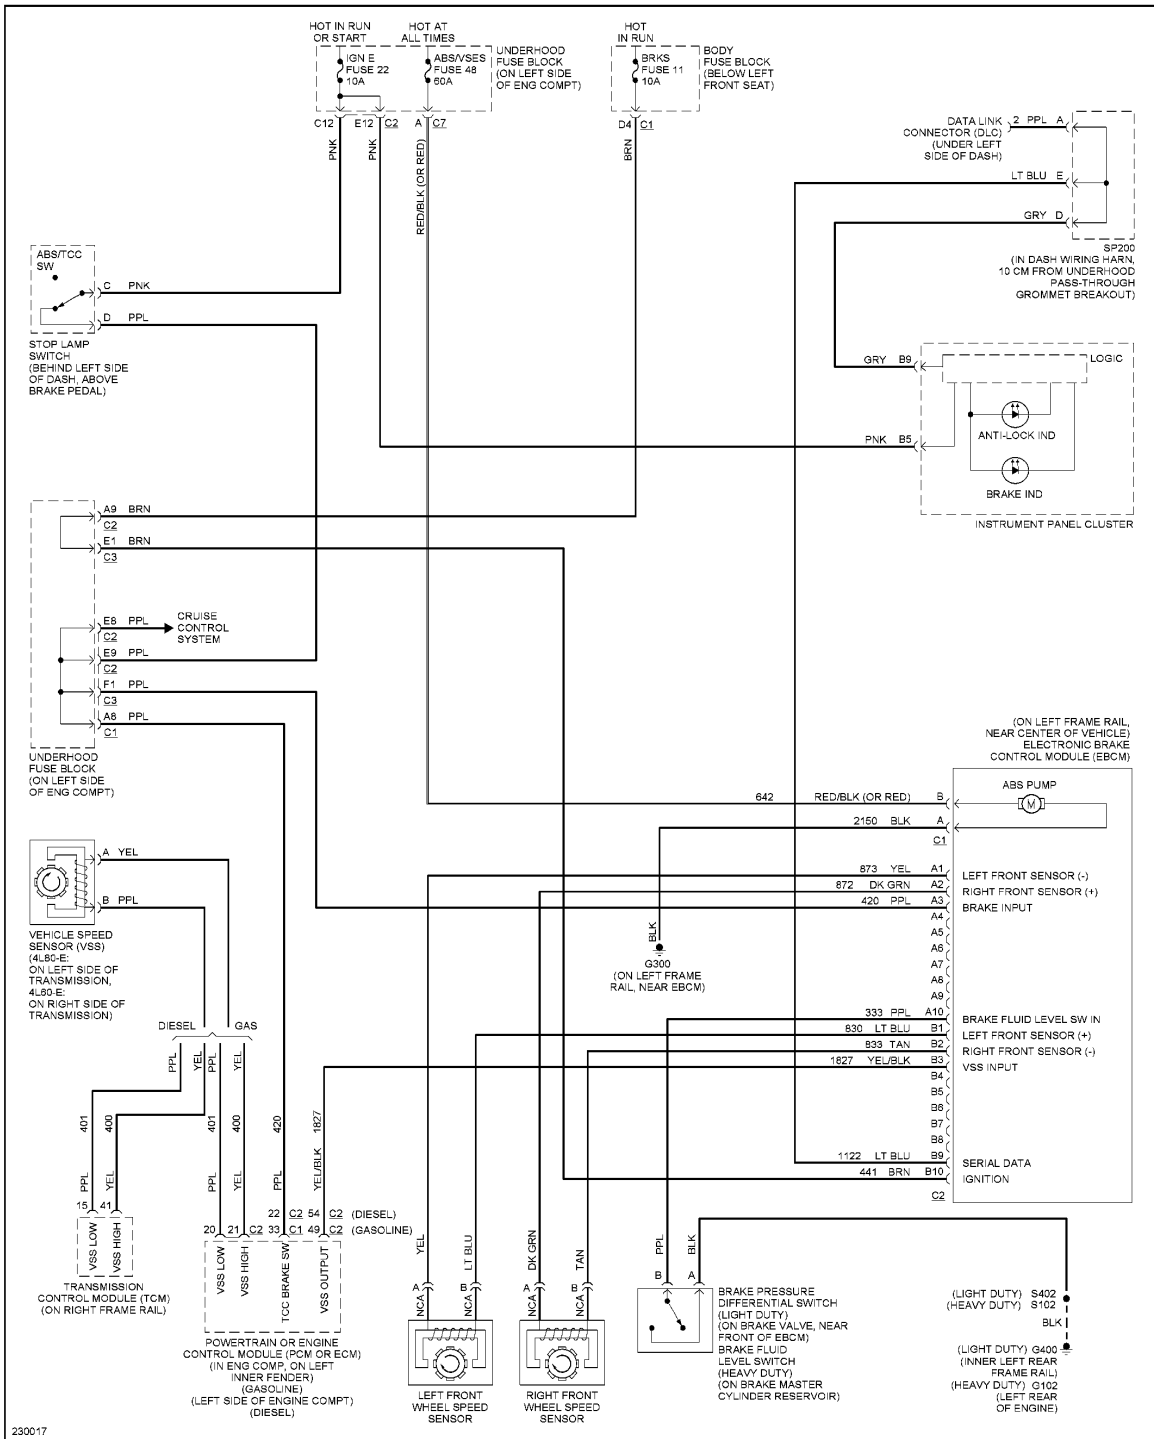 HOT IN RUN
OR START
HOT AT
ALL TIMES
HOT
IN RUN
IGN E
FUSE 22
10A
ABS/VSES
FUSE 48
60A
UNDERHOOD
FUSE BLOCK
(ON LEFT SIDE
OF ENG COMPT)
BRKS
FUSE 11
10A
BODY
FUSE BLOCK
(BELOW LEFT
FRONT SEAT)
C12 E12 C2 A C7
D4 C1
PNK
PNK
RED/BLK (OR RED)
BRN
DATA LINK
CONNECTOR (DLC)
(UNDER LEFT
SIDE OF DASH)
2 PPL A
LT BLU E
GRY D
SP200
(IN DASH WIRING HARN,
10 CM FROM UNDERHOOD
PASS-THROUGH
GROMMET BREAKOUT)
ABS/TCC
SW
C PNK
D PPL
STOP LAMP
SWITCH
(BEHIND LEFT SIDE
OF DASH, ABOVE
BRAKE PEDAL)
GRY B9
LOGIC
ANTI-LOCK IND
PNK B5
BRAKE IND
INSTRUMENT PANEL CLUSTER
A9 BRN
C2
E1 BRN
C3
E8 PPL
C2
CRUISE
CONTROL
SYSTEM
E9 PPL
C2
F1 PPL
C3
A8 PPL
C1
UNDERHOOD
FUSE BLOCK
(ON LEFT SIDE
OF ENG COMPT)
(ON LEFT FRAME RAIL,
NEAR CENTER OF VEHICLE)
ELECTRONIC BRAKE
CONTROL MODULE (EBCM)
ABS PUMP
M
642 RED/BLK (OR RED) B
2150 BLK A
C1
873 YEL A1 LEFT FRONT SENSOR (-)
872 DK GRN A2 RIGHT FRONT SENSOR (+)
420 PPL A3 BRAKE INPUT
A4
A5
A6
A7
A8
A9
333 PPL A10 BRAKE FLUID LEVEL SW IN
830 LT BLU B1 LEFT FRONT SENSOR (+)
833 TAN B2 RIGHT FRONT SENSOR (-)
1827 YEL/BLK B3 VSS INPUT
B4
B5
B6
B7
B8
1122 LT BLU B9 SERIAL DATA
441 BRN B10 IGNITION
C2
BLK
G300
(ON LEFT FRAME
RAIL, NEAR EBCM)
A YEL
B PPL
VEHICLE SPEED
SENSOR (VSS)
(4L80-E:
ON LEFT SIDE OF
TRANSMISSION,
4L60-E:
ON RIGHT SIDE OF
TRANSMISSION)
DIESEL GAS
PPL YEL PPL YEL
401 400 401 400 420 1827
PPL YEL PPL YEL PPL YEL/BLK
15 41
VSS LOW
VSS HIGH
TRANSMISSION
CONTROL MODULE (TCM)
(ON RIGHT FRAME RAIL)
22 C2 54 C2 (DIESEL)
20 21 C2 33 C1 49 C2 (GASOLINE)
VSS LOW
VSS HIGH
TCC BRAKE SW
VSS OUTPUT
POWERTRAIN OR ENGINE
CONTROL MODULE (PCM OR ECM)
(IN ENG COMP, ON LEFT
INNER FENDER)
(GASOLINE)
(LEFT SIDE OF ENGINE COMPT)
(DIESEL)
YEL LT BLU
A B
NCA NCA
LEFT FRONT
WHEEL SPEED
SENSOR
DK GRN TAN
A B
NCA NCA
RIGHT FRONT
WHEEL SPEED
SENSOR
PPL BLK
B A
BRAKE PRESSURE
DIFFERENTIAL SWITCH
(LIGHT DUTY)
(ON BRAKE VALVE, NEAR
FRONT OF EBCM)
BRAKE FLUID
LEVEL SWITCH
(HEAVY DUTY)
(ON BRAKE MASTER
CYLINDER RESERVOIR)
(LIGHT DUTY) S402
(HEAVY DUTY) S102
BLK
(LIGHT DUTY) G400
(INNER LEFT REAR
FRAME RAIL)
(HEAVY DUTY) G102
(LEFT REAR
OF ENGINE)
230017